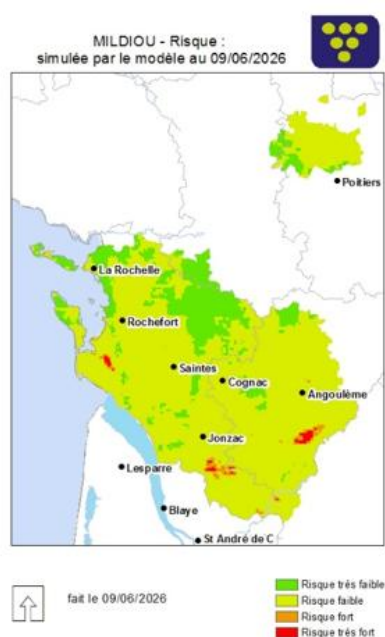 MILDIOU - Risque :
simulée par le modèle au 09/06/2026
Poitiers
La Rochelle
Rochefort
Saintes
Cognac
Angoulème
Jonzac
Lesparre
Blaye
St André de C
fait le 09/06/2026
Risque très faible
Risque faible
Risque fort
Risque très fort